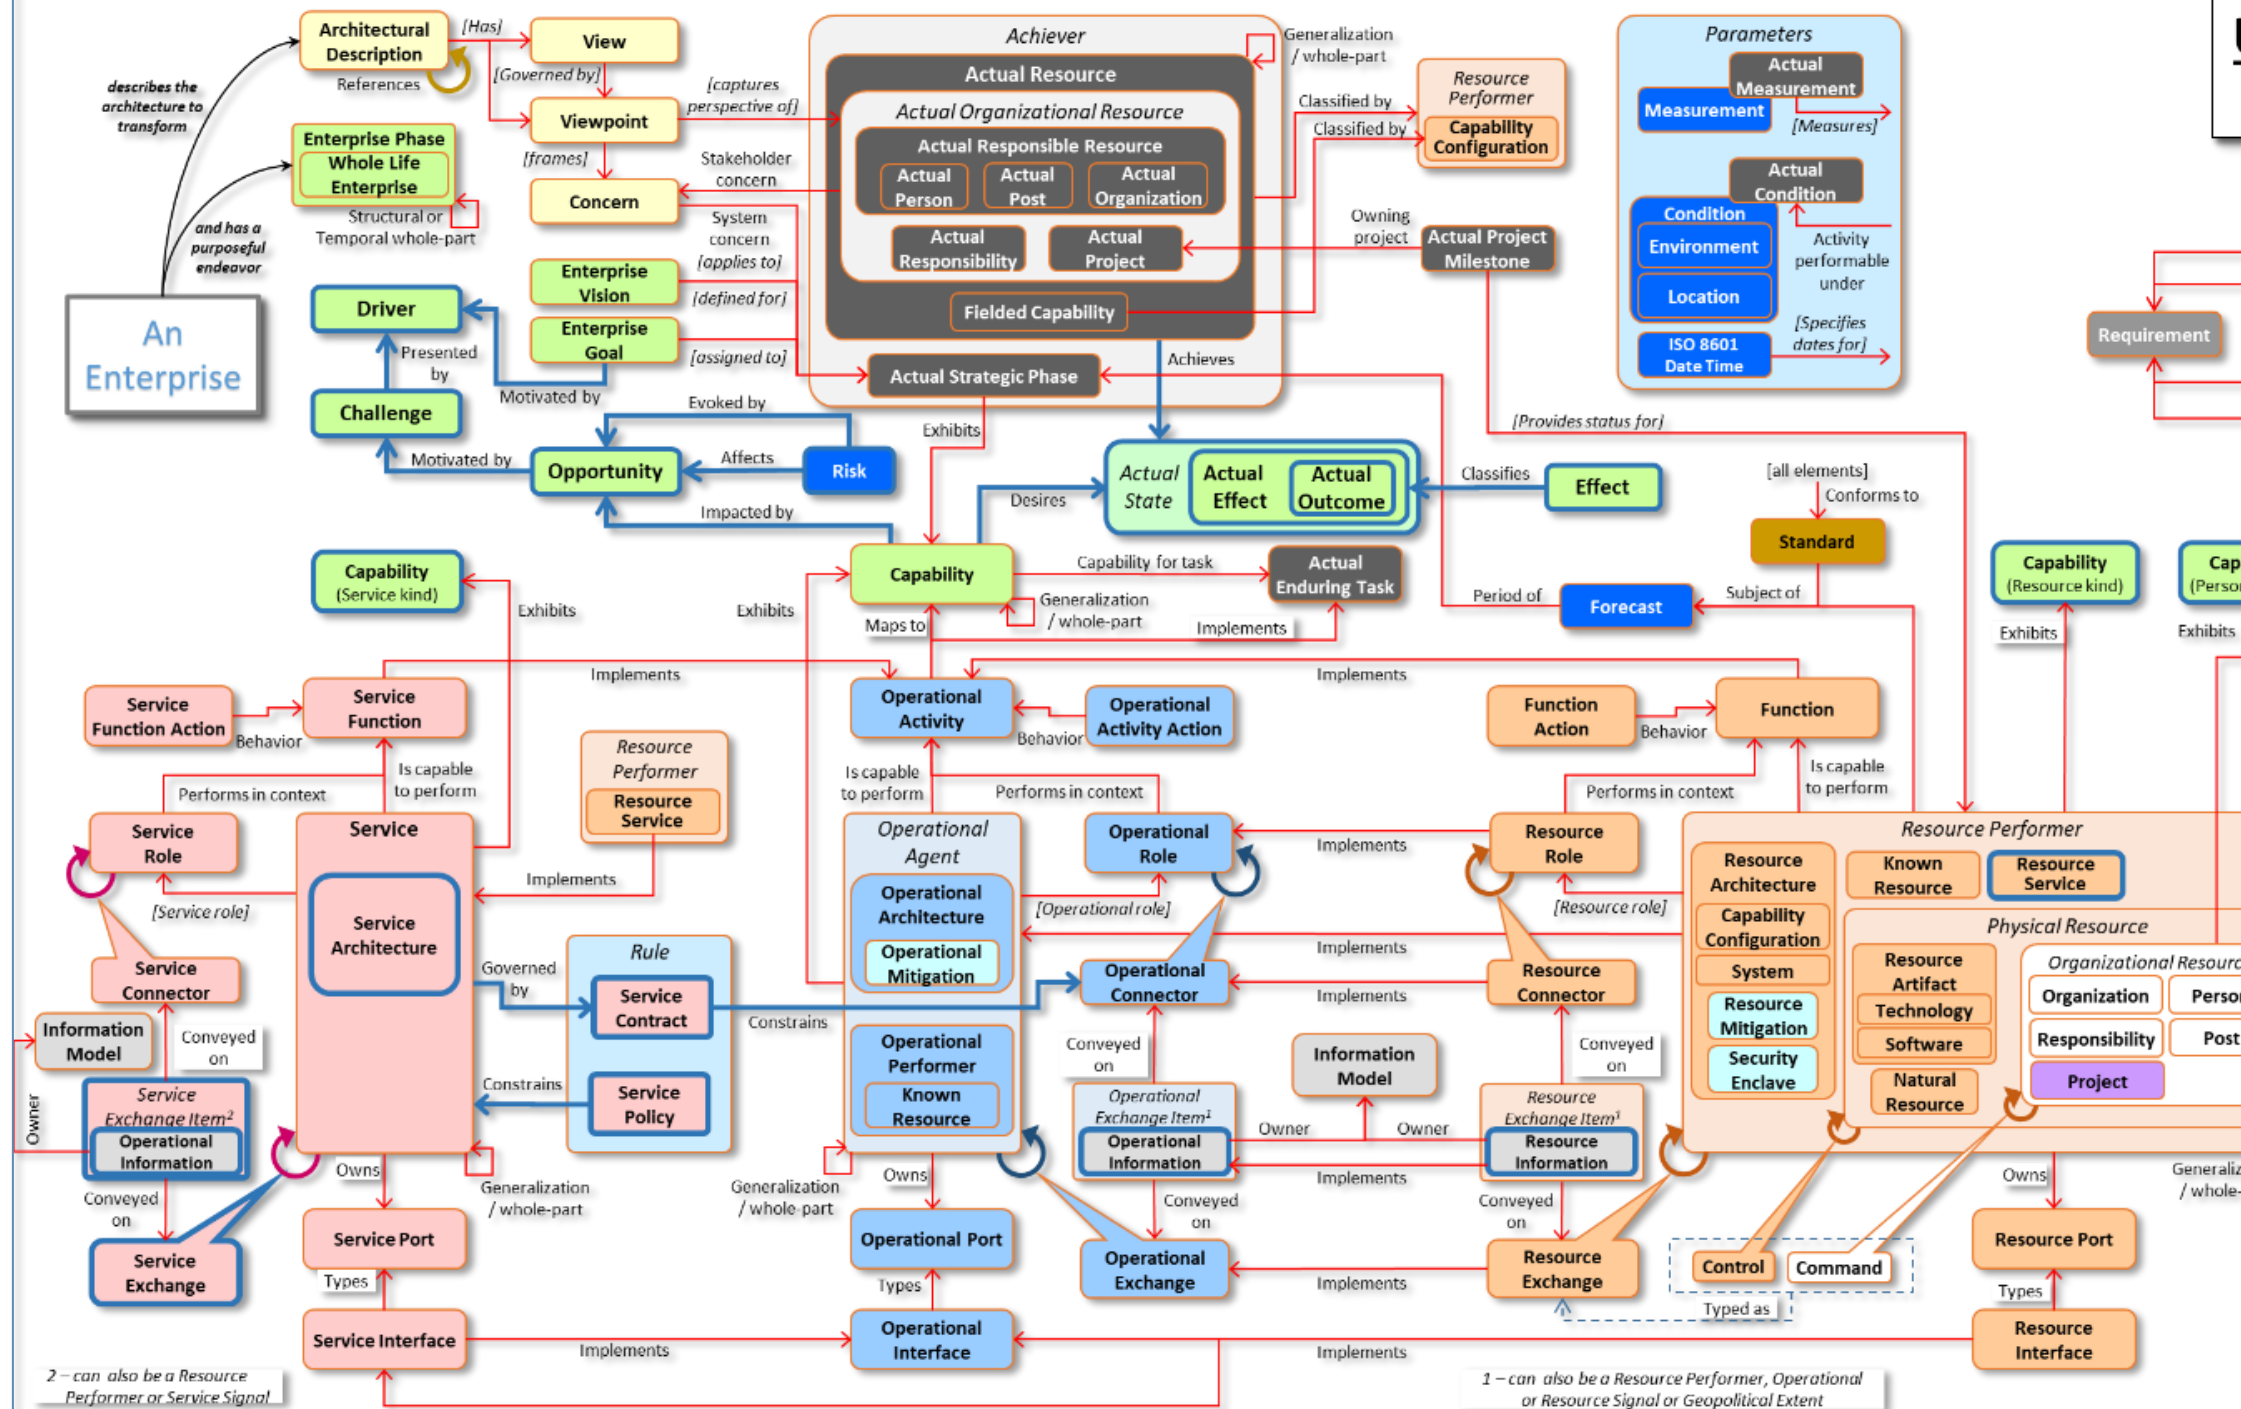 Architectural
Description
References
[Has]
View
[Governed by]
Viewpoint
[frames]
Concern
[captures
perspective of]
Stakeholder
concern
System
concern
describes the
architecture to
transform
and has a
purposeful
endeavor
An
Enterprise
Enterprise Phase
Whole Life
Enterprise
Structural or
Temporal whole-part
Enterprise
Vision
[applies to]
[defined for]
Enterprise
Goal
[assigned to]
Driver
Presented
by
Motivated by
Challenge
Motivated by
Opportunity
Evoked by
Affects
Risk
Impacted by
Achiever
Actual Resource
Actual Organizational Resource
Actual Responsible Resource
Actual
Person
Actual
Post
Actual
Organization
Actual
Responsibility
Actual
Project
Fielded Capability
Actual Strategic Phase
Generalization
/ whole-part
Classified by
Classified by
Resource
Performer
Capability
Configuration
Owning
project
Actual Project
Milestone
Achieves
Exhibits
[Provides status for]
Parameters
Actual
Measurement
Measurement
[Measures]
Actual
Condition
Condition
Environment
Location
Activity
performable
under
[Specifies
dates for]
ISO 8601
Date Time
Requirement
Actual
State
Actual
Effect
Actual
Outcome
Desires
Classifies
Effect
[all elements]
Conforms to
Standard
Subject of
Forecast
Period of
Capability
(Service kind)
Exhibits
Exhibits
Capability
Capability for task
Generalization
/ whole-part
Actual
Enduring Task
Maps to
Implements
Capability
(Resource kind)
Exhibits
Exhibits
Implements
Implements
Service
Function Action
Behavior
Service
Function
Operational
Activity
Behavior
Operational
Activity Action
Function
Action
Behavior
Function
Performs in context
Is capable
to perform
Resource
Performer
Resource
Service
Implements
Is capable
to perform
Performs in context
Performs in context
Is capable
to perform
Service
Role
[Service role]
Service
Service
Architecture
Service
Connector
Information
Model
Conveyed
on
Owner
Service
Exchange Item²
Operational
Information
Conveyed
on
Service
Exchange
Governed
by
Constrains
Rule
Service
Contract
Service
Policy
Constrains
Owns
Generalization
/ whole-part
Service Port
Types
Service Interface
Implements
Operational
Agent
Operational
Architecture
Operational
Mitigation
Operational
Performer
Known
Resource
Generalization
/ whole-part
Owns
Operational Port
Types
Operational
Interface
Operational
Role
[Operational role]
Operational
Connector
Conveyed
on
Operational
Exchange Item¹
Operational
Information
Conveyed
on
Operational
Exchange
Implements
Implements
Implements
Information
Model
Owner
Owner
Implements
Implements
Implements
Resource
Role
[Resource role]
Resource
Connector
Conveyed
on
Resource
Exchange Item¹
Resource
Information
Conveyed
on
Resource
Exchange
Resource Performer
Resource
Architecture
Capability
Configuration
System
Resource
Mitigation
Security
Enclave
Known
Resource
Resource
Service
Physical Resource
Resource
Artifact
Technology
Software
Natural
Resource
Organization
Responsibility
Post
Project
Control
Command
Typed as
Owns
Resource Port
Types
Resource
Interface
2 – can also be a Resource
Performer or Service Signal
1 – can also be a Resource Performer, Operational
or Resource Signal or Geopolitical Extent